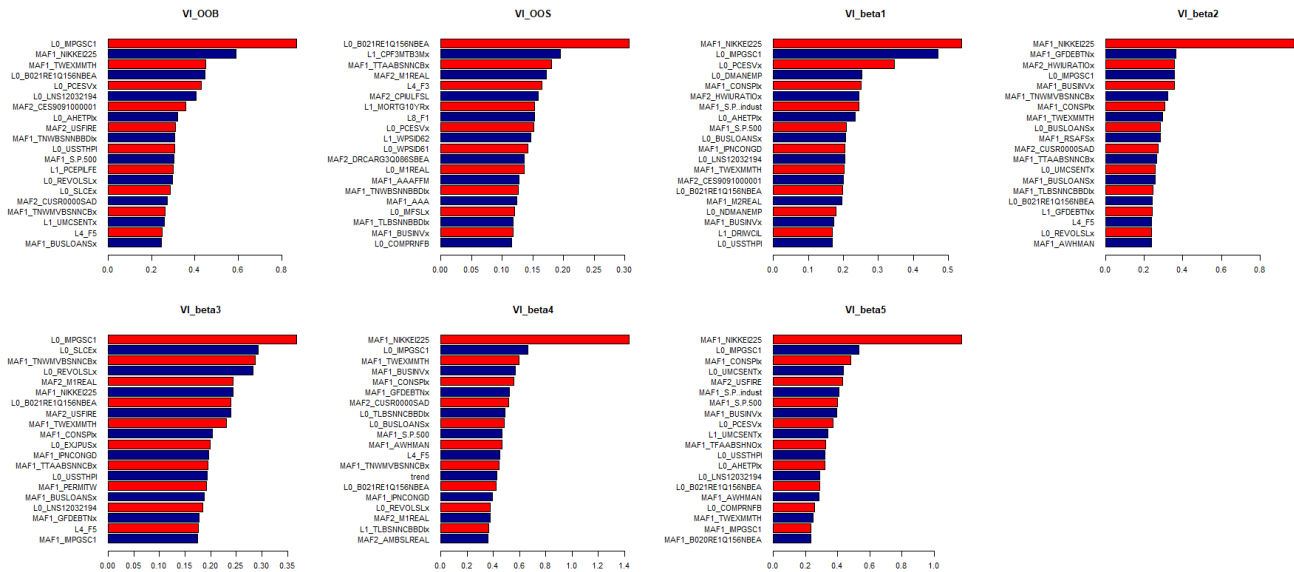 VI_OOB
L0_IMPGSC1
MAF1_NIKKEI225
MAF1_TWEXMMTH
L0_B021RE1Q156NBEA
L0_PCESVx
L0_LNS12032194
MAF2_CES9091000001
L0_AHETPIx
MAF2_USFIRE
MAF1_TNWBSNNBBDIx
L0_USSTHPI
MAF1_S.P.500
L1_PCEPILFE
L0_REVOLSLx
L0_SLCEx
MAF2_CUSR0000SAD
MAF1_TNWMVBSNNCBx
L1_UMCSENTx
L4_F5
MAF1_BUSLOANSx
0.0 0.2 0.4 0.6 0.8
VI_OOS
L0_B021RE1Q156NBEA
L1_CPF3MTB3Mx
MAF1_TTAABSNNCBx
MAF2_M1REAL
L4_F3
MAF2_CPIULFSL
L1_MORTG10YRx
L8_F1
L0_PCESVx
L1_WPSID62
L0_WPSID61
MAF2_DRCARG3Q086SBEA
L0_M1REAL
MAF1_AAAFFM
MAF1_TNWBSNNBBDIx
MAF1_AAA
L0_IMFSLx
MAF1_TLBSNNBBDIx
MAF1_BUSINVx
L0_COMPRNFB
0.00 0.05 0.10 0.15 0.20 0.25 0.30
VI_beta1
MAF1_NIKKEI225
L0_IMPGSC1
L0_PCESVx
L0_DMANEMP
MAF1_CONSPIx
MAF2_HWIURATIOx
MAF1_S.P..indust
L0_AHETPIx
MAF1_S.P.500
L0_BUSLOANSx
MAF1_IPNCONGD
L0_LNS12032194
MAF1_TWEXMMTH
MAF2_CES9091000001
L0_B021RE1Q156NBEA
MAF1_M2REAL
L0_NDMANEMP
MAF1_BUSINVx
L1_DRIWCIL
L0_USSTHPI
0.0 0.1 0.2 0.3 0.4 0.5
VI_beta2
MAF1_NIKKEI225
MAF1_GFDEBTNx
MAF2_HWIURATIOx
L0_IMPGSC1
MAF1_BUSINVx
MAF1_TNWMVBSNNCBx
MAF1_CONSPIx
MAF1_TWEXMMTH
L0_BUSLOANSx
MAF1_RSAFSx
MAF2_CUSR0000SAD
MAF1_TTAABSNNCBx
L0_UMCSENTx
MAF1_BUSLOANSx
MAF1_TLBSNNCBBDIx
L0_B021RE1Q156NBEA
L1_GFDEBTNx
L4_F5
L0_REVOLSLx
MAF1_AWHMAN
0.0 0.2 0.4 0.6 0.8
VI_beta3
L0_IMPGSC1
L0_SLCEx
MAF1_TNWMVBSNNCBx
L0_REVOLSLx
MAF2_M1REAL
MAF1_NIKKEI225
L0_B021RE1Q156NBEA
MAF2_USFIRE
MAF1_TWEXMMTH
MAF1_CONSPIx
L0_EXJPUSx
MAF1_IPNCONGD
MAF1_TTAABSNNCBx
L0_USSTHPI
MAF1_PERMITW
MAF1_BUSLOANSx
L0_LNS12032194
MAF1_GFDEBTNx
L4_F5
MAF1_IMPGSC1
0.00 0.05 0.10 0.15 0.20 0.25 0.30 0.35
VI_beta4
MAF1_NIKKEI225
L0_IMPGSC1
MAF1_TWEXMMTH
MAF1_BUSINVx
MAF1_CONSPIx
MAF1_GFDEBTNx
MAF2_CUSR0000SAD
L0_TLBSNNCBBDIx
L0_BUSLOANSx
MAF1_S.P.500
MAF1_AWHMAN
L4_F5
MAF1_TNWMVBSNNCBx
trend
L0_B021RE1Q156NBEA
MAF1_IPNCONGD
L0_REVOLSLx
MAF2_M1REAL
L1_TLBSNNCBBDIx
MAF2_AMBSLREAL
0.0 0.2 0.4 0.6 0.8 1.0 1.2 1.4
VI_beta5
MAF1_NIKKEI225
L0_IMPGSC1
MAF1_CONSPIx
L0_UMCSENTx
MAF2_USFIRE
MAF1_S.P..indust
MAF1_S.P.500
MAF1_BUSINVx
L0_PCESVx
L1_UMCSENTx
MAF1_TFAABSHNOx
L0_USSTHPI
L0_AHETPIx
L0_LNS12032194
L0_B021RE1Q156NBEA
MAF1_AWHMAN
L0_COMPRNFB
MAF1_TWEXMMTH
MAF1_IMPGSC1
MAF1_B020RE1Q156NBEA
0.0 0.2 0.4 0.6 0.8 1.0